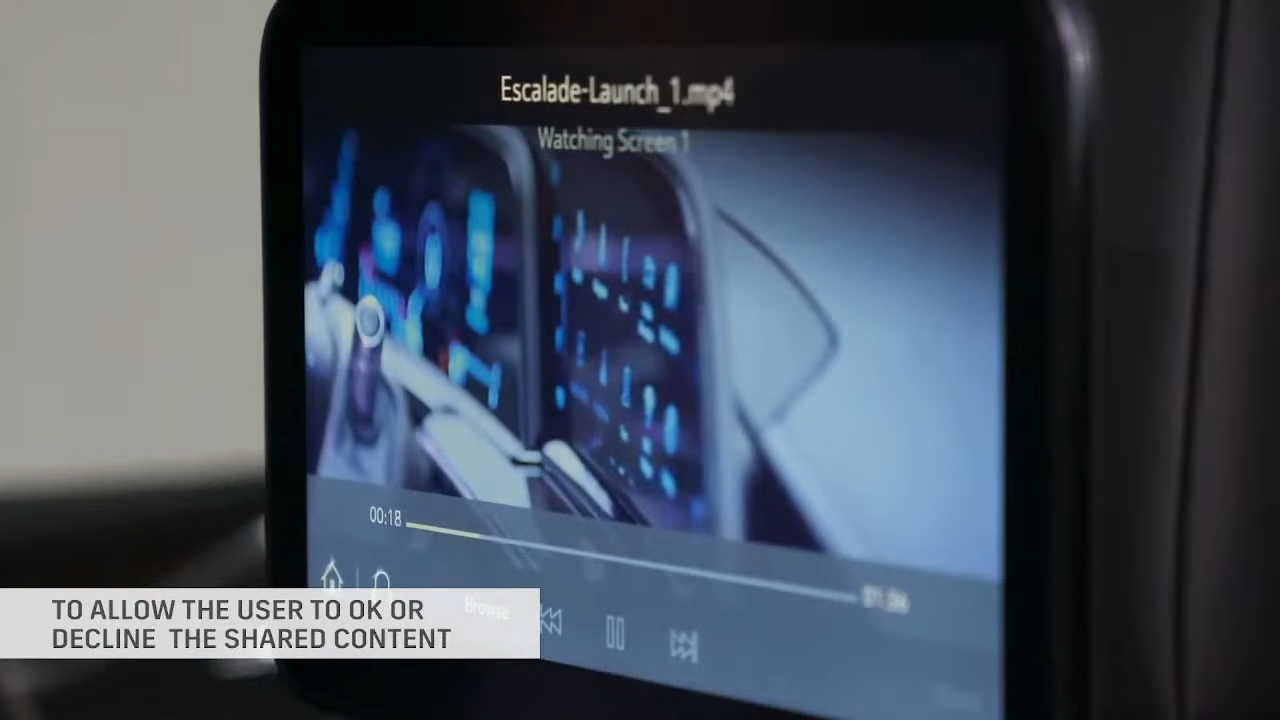 Escalade-Launch_1.mp4
Watching Screen 1
00:18
Browse
TO ALLOW THE USER TO OK OR
DECLINE THE SHARED CONTENT